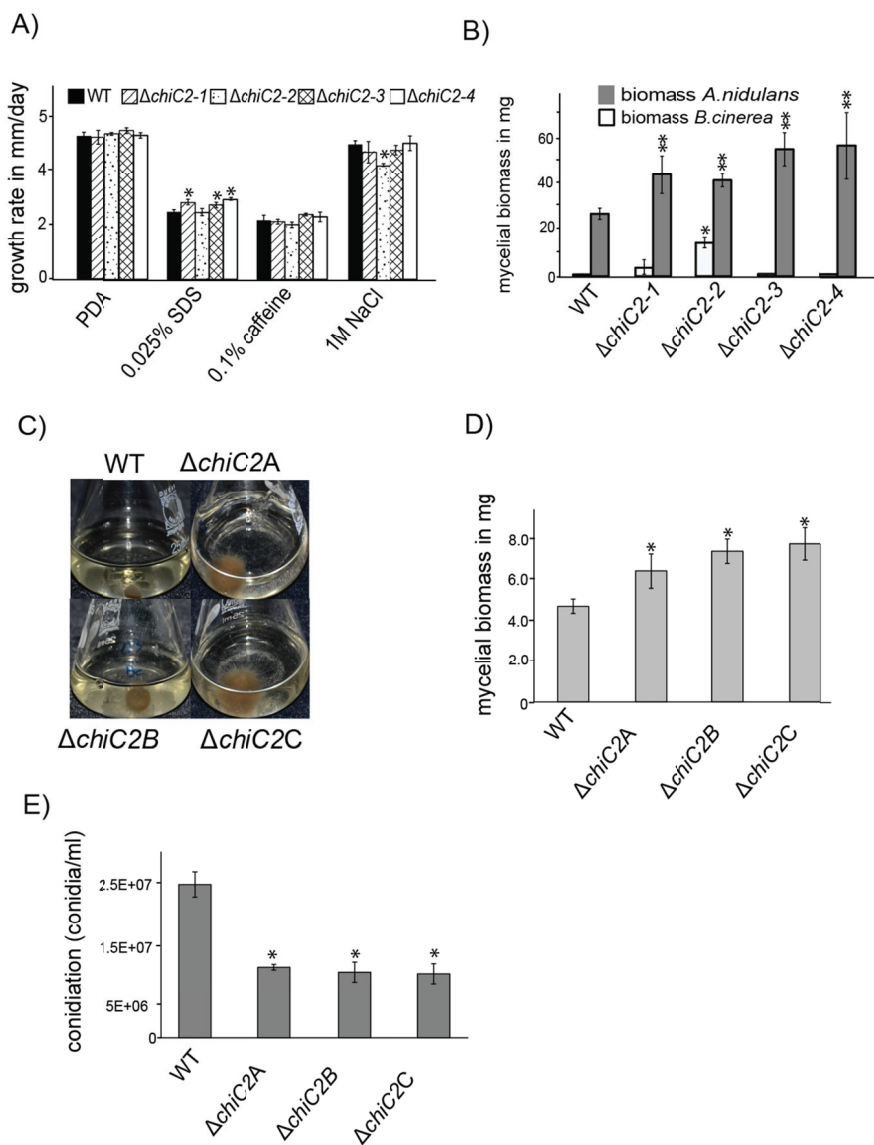 A)
growth rate in mm/day
WT ΔchiC2-1 ΔchiC2-2 ΔchiC2-3 ΔchiC2-4
5
4
2
0
* * * *
PDA
0.025% SDS
0.1% caffeine
1M NaCl
B)
mycelial biomass in mg
biomass A.nidulans
biomass B.cinerea
60
40
20
0
** ** * ** **
WT
ΔchiC2-1
ΔchiC2-2
ΔchiC2-3
ΔchiC2-4
C)
WT ΔchiC2A
ΔchiC2B ΔchiC2C
D)
mycelial biomass in mg
8.0
6.0
4.0
2.0
0
* * *
WT
ΔchiC2A
ΔchiC2B
ΔchiC2C
E)
conidiation (conidia/ml)
2.5E+07
1.5E+07
5E+06
0
* * *
WT
ΔchiC2A
ΔchiC2B
ΔchiC2C